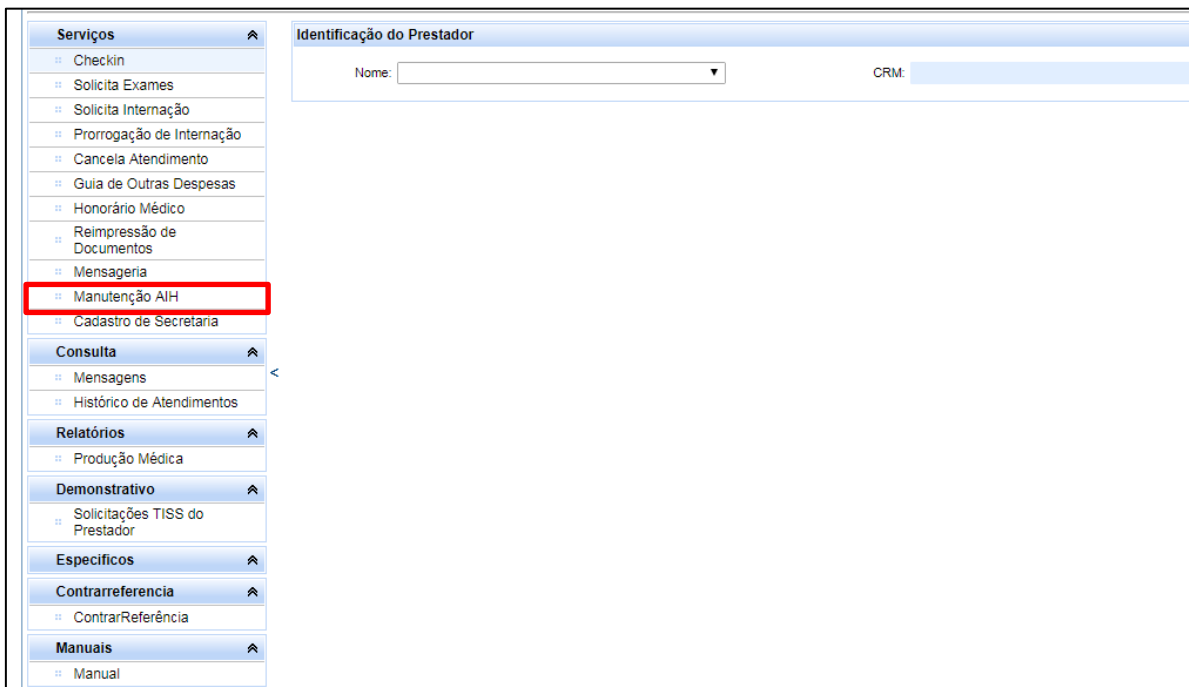 Serviços
Checkin
Solicita Exames
Solicita Internação
Prorrogação de Internação
Cancela Atendimento
Guia de Outras Despesas
Honorário Médico
Reimpressão de
Documentos
Mensageria
Manutenção AIH
Cadastro de Secretaria
Consulta
Mensagens
Histórico de Atendimentos
Relatórios
Produção Médica
Demonstrativo
Solicitações TISS do
Prestador
Especificos
Contrarreferencia
ContrarReferência
Manuais
Manual
<
Identificação do Prestador
Nome: CRM: